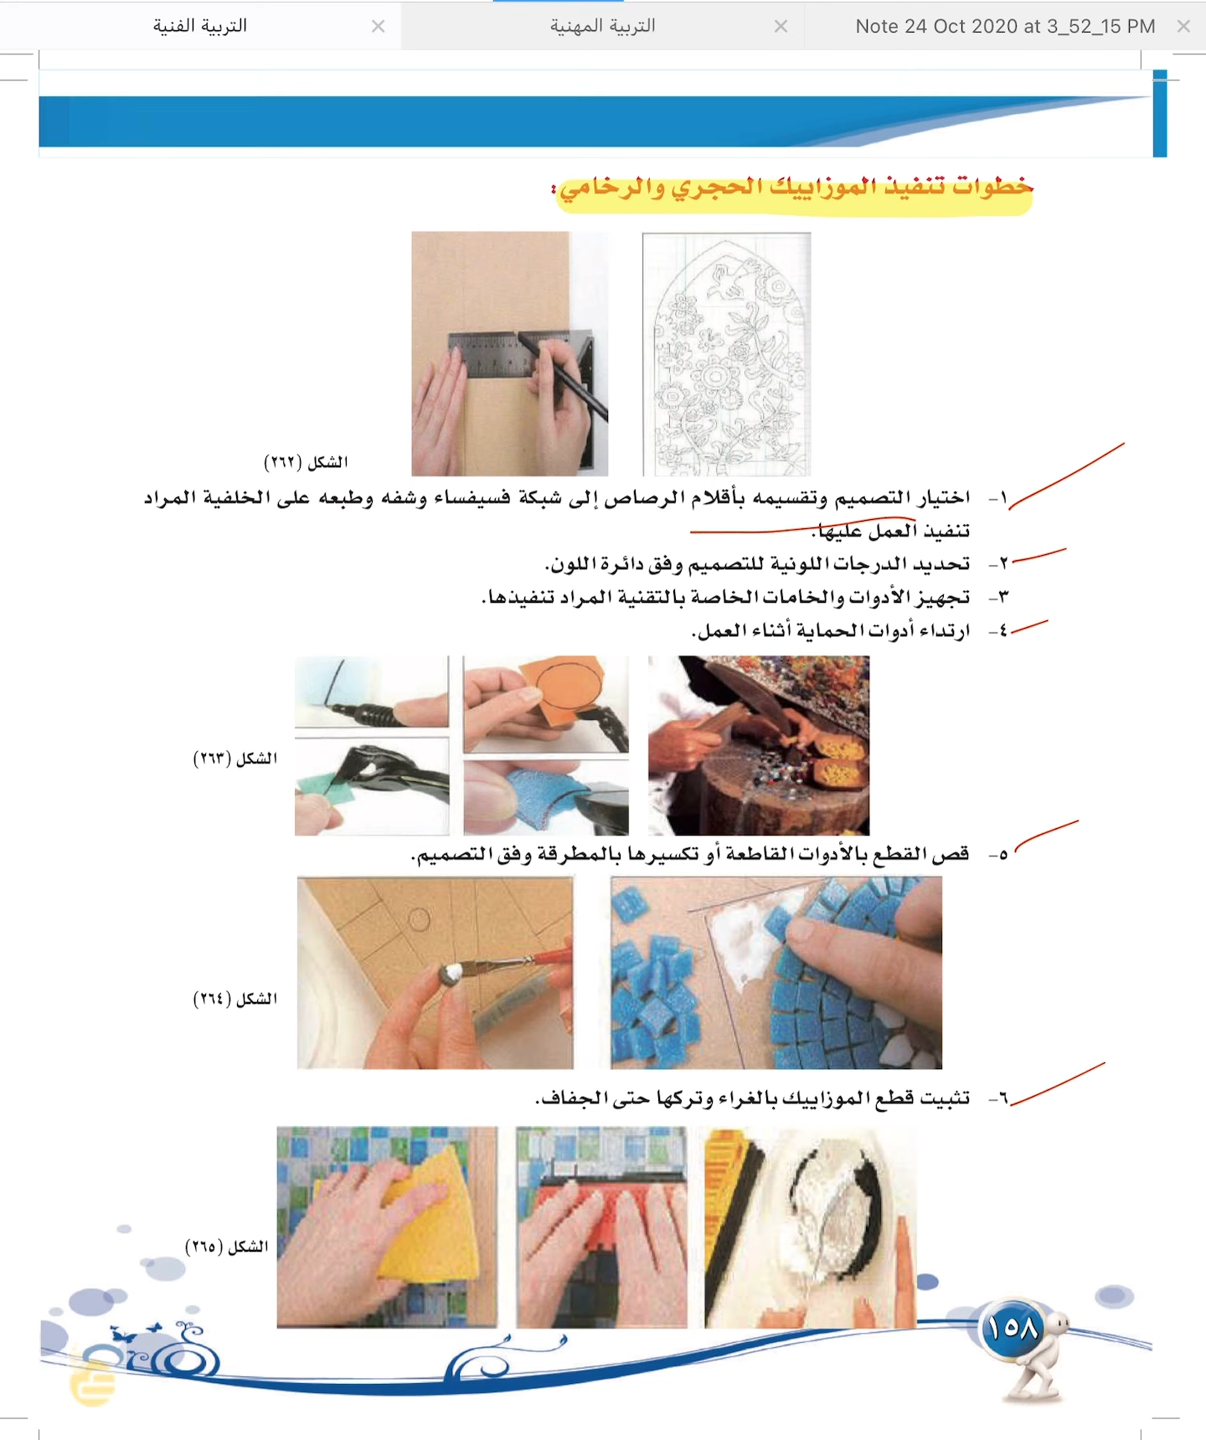 التربية الفنية
التربية المهنية
Note 24 Oct 2020 at 3_52_15 PM
خطوات تنفيذ الموزاييك الحجري والرخامي:
الشكل (٢٦٢)
١- اختيار التصميم وتقسيمه بأقلام الرصاص إلى شبكة فسيفساء وشفه وطبعه على الخلفية المراد
تنفيذ العمل عليها.
٢- تحديد الدرجات اللونية للتصميم وفق دائرة اللون.
٣- تجهيز الأدوات والخامات الخاصة بالتقنية المراد تنفيذها.
٤- ارتداء أدوات الحماية أثناء العمل.
الشكل (٢٦٣)
٥- قص القطع بالأدوات القاطعة أو تكسيرها بالمطرقة وفق التصميم.
الشكل (٢٦٤)
٦- تثبيت قطع الموزاييك بالغراء وتركها حتى الجفاف.
الشكل (٢٦٥)
١٥٨